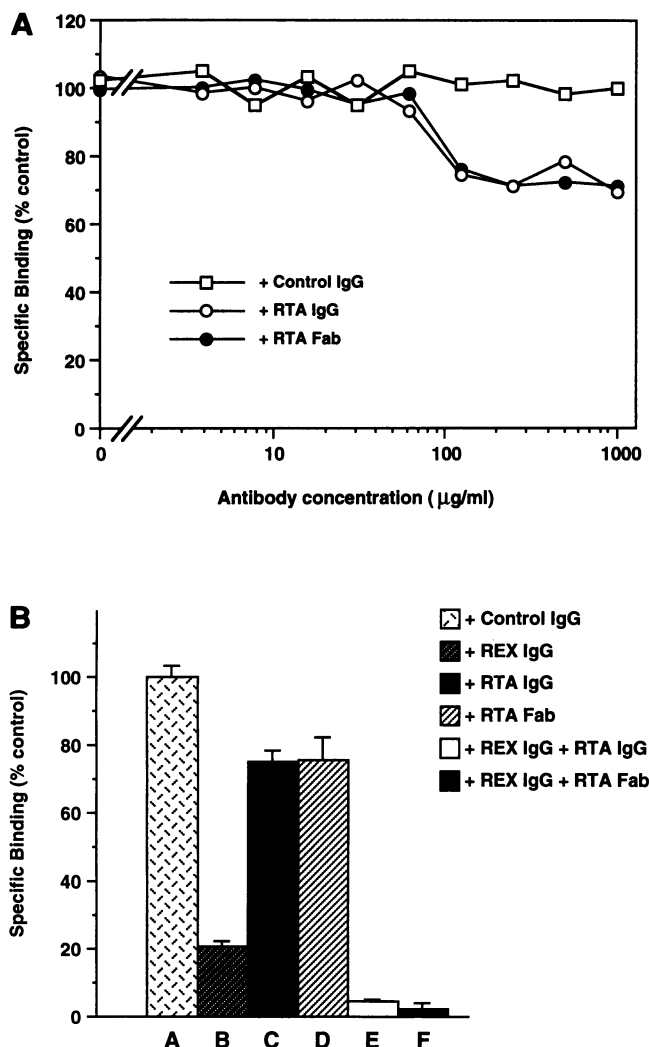 A
Specific Binding (% control)
120
100
80
60
40
20
0
+ Control IgG
+ RTA IgG
+ RTA Fab
0 10 100 1000
Antibody concentration ( μg/ml)
B
Specific Binding (% control)
100
80
60
40
20
0
+ Control IgG
+ REX IgG
+ RTA IgG
+ RTA Fab
+ REX IgG + RTA IgG
+ REX IgG + RTA Fab
A B C D E F